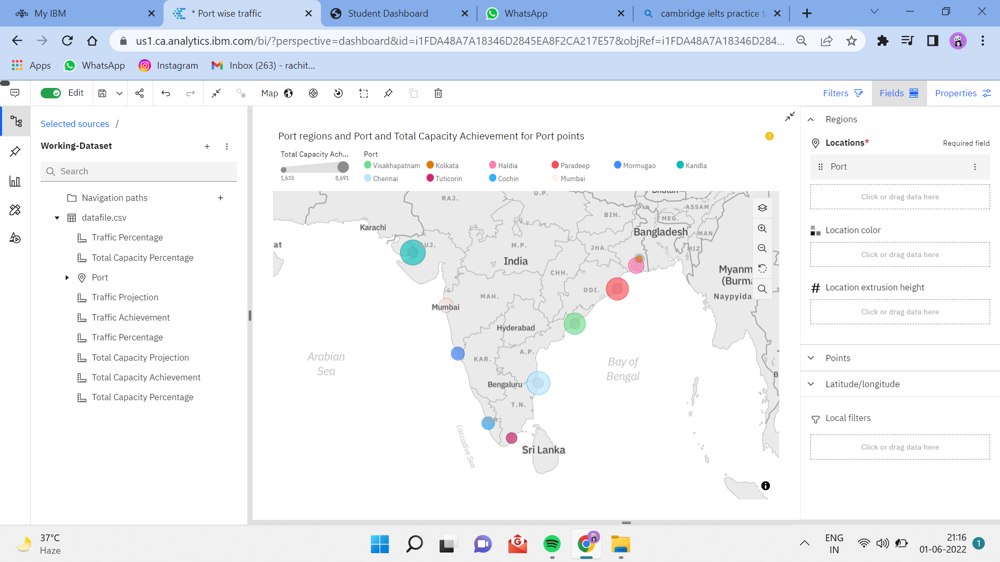 My IBM
* Port wise traffic
Student Dashboard
WhatsApp
cambridge ielts practice te
us1.ca.analytics.ibm.com/bi/?perspective=dashboard&id=i1FDA48A7A18346D2845EA8F2CA217E57&objRef=i1FDA48A7A18346D284...
Apps
WhatsApp
Instagram
Inbox (263) - rachit...
Edit
Map
Filters
Fields
Properties
Selected sources /
Working-Dataset
Search
Navigation paths
datafile.csv
Traffic Percentage
Total Capacity Percentage
Port
Traffic Projection
Traffic Achievement
Traffic Percentage
Total Capacity Projection
Total Capacity Achievement
Total Capacity Percentage
Port regions and Port and Total Capacity Achievement for Port points
Total Capacity Ach...
1,635
8,691
Port
Visakhapatnam
Kolkata
Haldia
Paradeep
Mormugao
Kandla
Chennai
Tuticorin
Cochin
Mumbai
RAJ.
U.P.
Bhutan
ASSAM
BIH.
MEG.
Karachi
Bangladesh
MAN
at
GUJ.
M.P.
JHA.
MIZ
India
CHH.
Myanm
(Burma
ODI.
MAH.
Naypyida
Mumbai
Hyderabad
A.P.
Arabian
Sea
KAR.
Bay of
Bengal
B
Bengaluru
T.N.
KER.
Laccadive Sea
Sri Lanka
Regions
Locations*
Required field
Port
Click or drag data here
Location color
Click or drag data here
Location extrusion height
Click or drag data here
Points
Latitude/longitude
Local filters
Click or drag data here
37°C
Haze
ENG
IN
21:16
01-06-2022
1